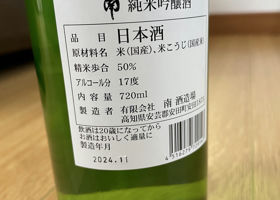 南 純米吟醸酒
品目 日本酒
原材料名 米(国産)、米こうじ(国産米)
精米歩合 50%
アルコール分 17度
内容量 720ml
製造者 有限会社 南 酒造場
高知県安芸郡安田町安田
飲酒は20歳になってから
お酒はおいしく適量に
製造年月
2024.11